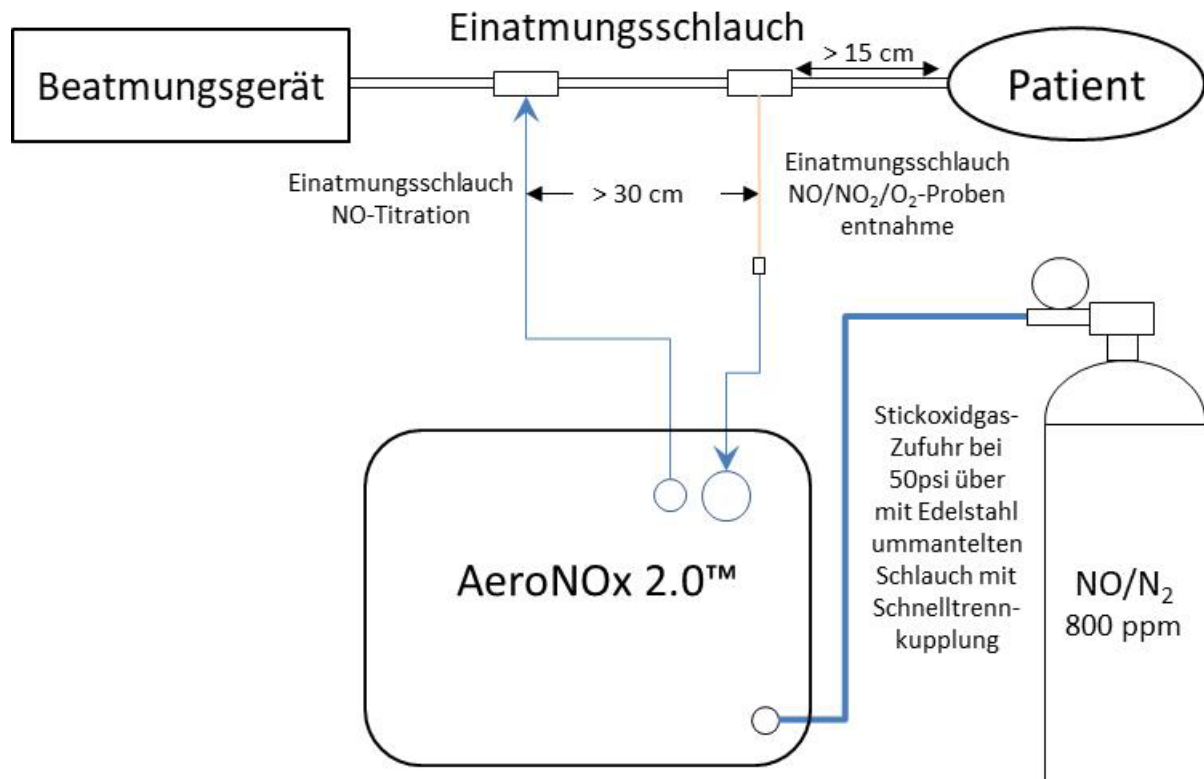 Einatmungsschlauch
Beatmungsgerät
> 15 cm
Patient
Einatmungsschlauch
NO-Titration
> 30 cm
Einatmungsschlauch
NO/NO₂/O₂-Proben
entnahme
Stickoxidgas-
Zufuhr bei
50psi über
mit Edelstahl
ummantelten
Schlauch mit
Schnelltrenn-
kupplung
AeroNOx 2.0™
NO/N₂
800 ppm